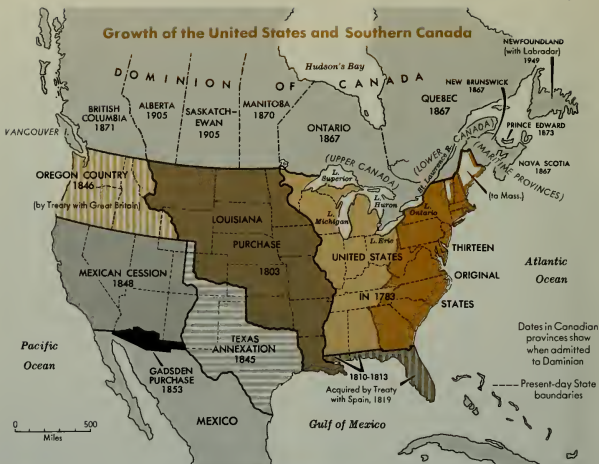 Growth of the United States and Southern Canada
NEWFOUNDLAND
(with Labrador)
1949
Hudson's Bay
DOMINION OF CANADA
NEW BRUNSWICK
1867
BRITISH
COLUMBIA
1871
ALBERTA
1905
SASKATCH-
EWAN
1905
MANITOBA
1870
ONTARIO
1867
QUEBEC
1867
PRINCE EDWARD
1873
VANCOUVER I.
(UPPER CANADA)
(LOWER CANADA)
St. Lawrence R.
(MARITIME PROVINCES)
NOVA SCOTIA
1867
OREGON COUNTRY
1846
(by Treaty with Great Britain)
L.
Superior
L.
Huron
L.
Michigan
L.
Ontario
L. Erie
(to Mass.)
LOUISIANA
PURCHASE
1803
UNITED STATES
IN 1783
THIRTEEN
ORIGINAL
STATES
Atlantic
Ocean
MEXICAN CESSION
1848
TEXAS
ANNEXATION
1845
Pacific
Ocean
GADSDEN
PURCHASE
1853
1810-1813
Acquired by Treaty
with Spain, 1819
Dates in Canadian
provinces show
when admitted
to Dominion
Present-day State
boundaries
MEXICO
Gulf of Mexico
0 500
Miles